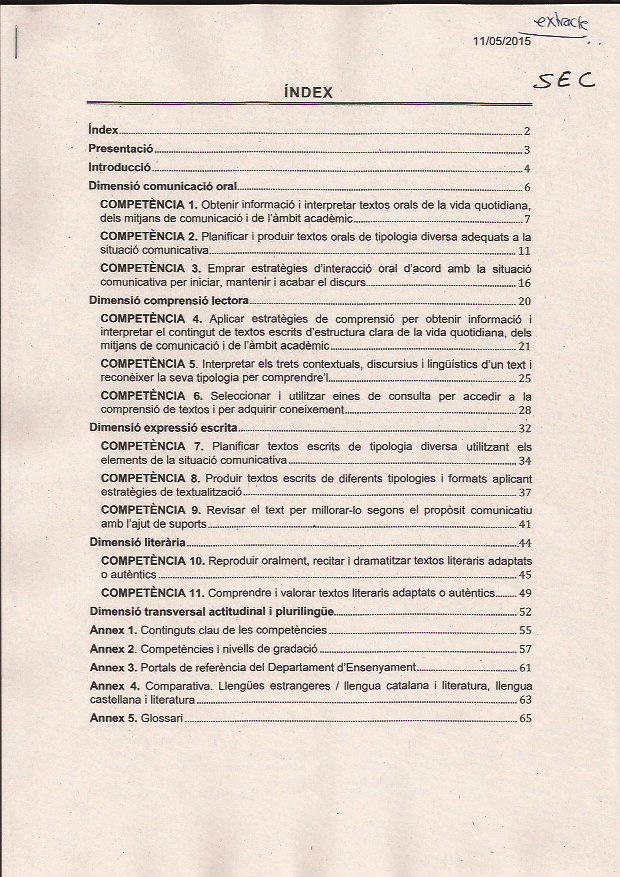 extracte
11/05/2015
SEC
ÍNDEX
Índex 2
Presentació 3
Introducció 4
Dimensió comunicació oral 6
COMPETÈNCIA 1. Obtenir informació i interpretar textos orals de la vida quotidiana,
dels mitjans de comunicació i de l'àmbit acadèmic 7
COMPETÈNCIA 2. Planificar i produir textos orals de tipologia diversa adequats a la
situació comunicativa 11
COMPETÈNCIA 3. Emprar estratègies d'interacció oral d'acord amb la situació
comunicativa per iniciar, mantenir i acabar el discurs 16
Dimensió comprensió lectora 20
COMPETÈNCIA 4. Aplicar estratègies de comprensió per obtenir informació i
interpretar el contingut de textos escrits d'estructura clara de la vida quotidiana, dels
mitjans de comunicació i de l'àmbit acadèmic 21
COMPETÈNCIA 5. Interpretar els trets contextuals, discursius i lingüístics d'un text i
reconèixer la seva tipologia per comprendre'l 25
COMPETÈNCIA 6. Seleccionar i utilitzar eines de consulta per accedir a la
comprensió de textos i per adquirir coneixement 28
Dimensió expressió escrita 32
COMPETÈNCIA 7. Planificar textos escrits de tipologia diversa utilitzant els
elements de la situació comunicativa 34
COMPETÈNCIA 8. Produir textos escrits de diferents tipologies i formats aplicant
estratègies de textualització 37
COMPETÈNCIA 9. Revisar el text per millorar-lo segons el propòsit comunicatiu
amb l'ajut de suports 41
Dimensió literària 44
COMPETÈNCIA 10. Reproduir oralment, recitar i dramatitzar textos literaris adaptats
o autèntics 45
COMPETÈNCIA 11. Comprendre i valorar textos literaris adaptats o autèntics 49
Dimensió transversal actitudinal i plurilingüe 52
Annex 1. Continguts clau de les competències 55
Annex 2. Competències i nivells de gradació 57
Annex 3. Portals de referència del Departament d'Ensenyament 61
Annex 4. Comparativa. Llengües estrangeres / llengua catalana i literatura, llengua
castellana i literatura 63
Annex 5. Glossari 65